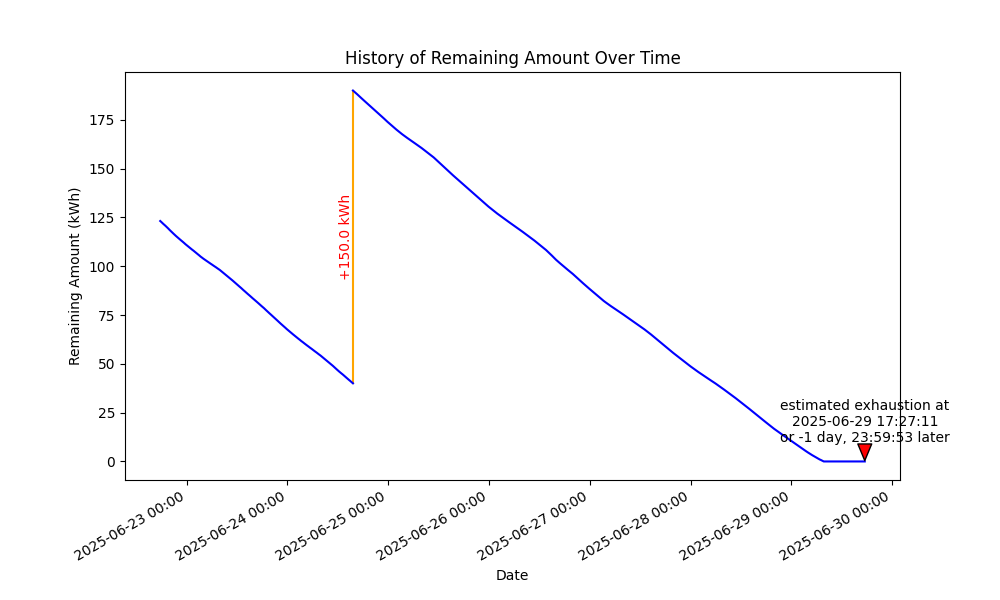 History of Remaining Amount Over Time
Remaining Amount (kWh)
175
150
125
100
75
50
25
0
+150.0 kWh
estimated exhaustion at
2025-06-29 17:27:11
or -1 day, 23:59:53 later
2025-06-23 00:00
2025-06-24 00:00
2025-06-25 00:00
2025-06-26 00:00
2025-06-27 00:00
2025-06-28 00:00
2025-06-29 00:00
2025-06-30 00:00
Date